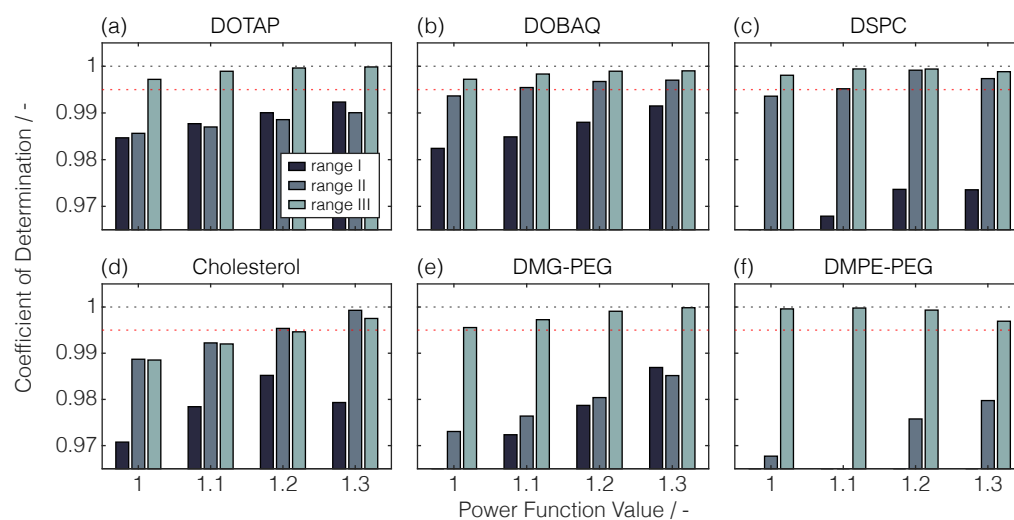 (a) DOTAP
(b) DOBAQ
(c) DSPC
1
0.99
0.98
0.97
range I
range II
range III
Coefficient of Determination / -
(d) Cholesterol
(e) DMG-PEG
(f) DMPE-PEG
1
0.99
0.98
0.97
1 1.1 1.2 1.3
1 1.1 1.2 1.3
1 1.1 1.2 1.3
Power Function Value / -